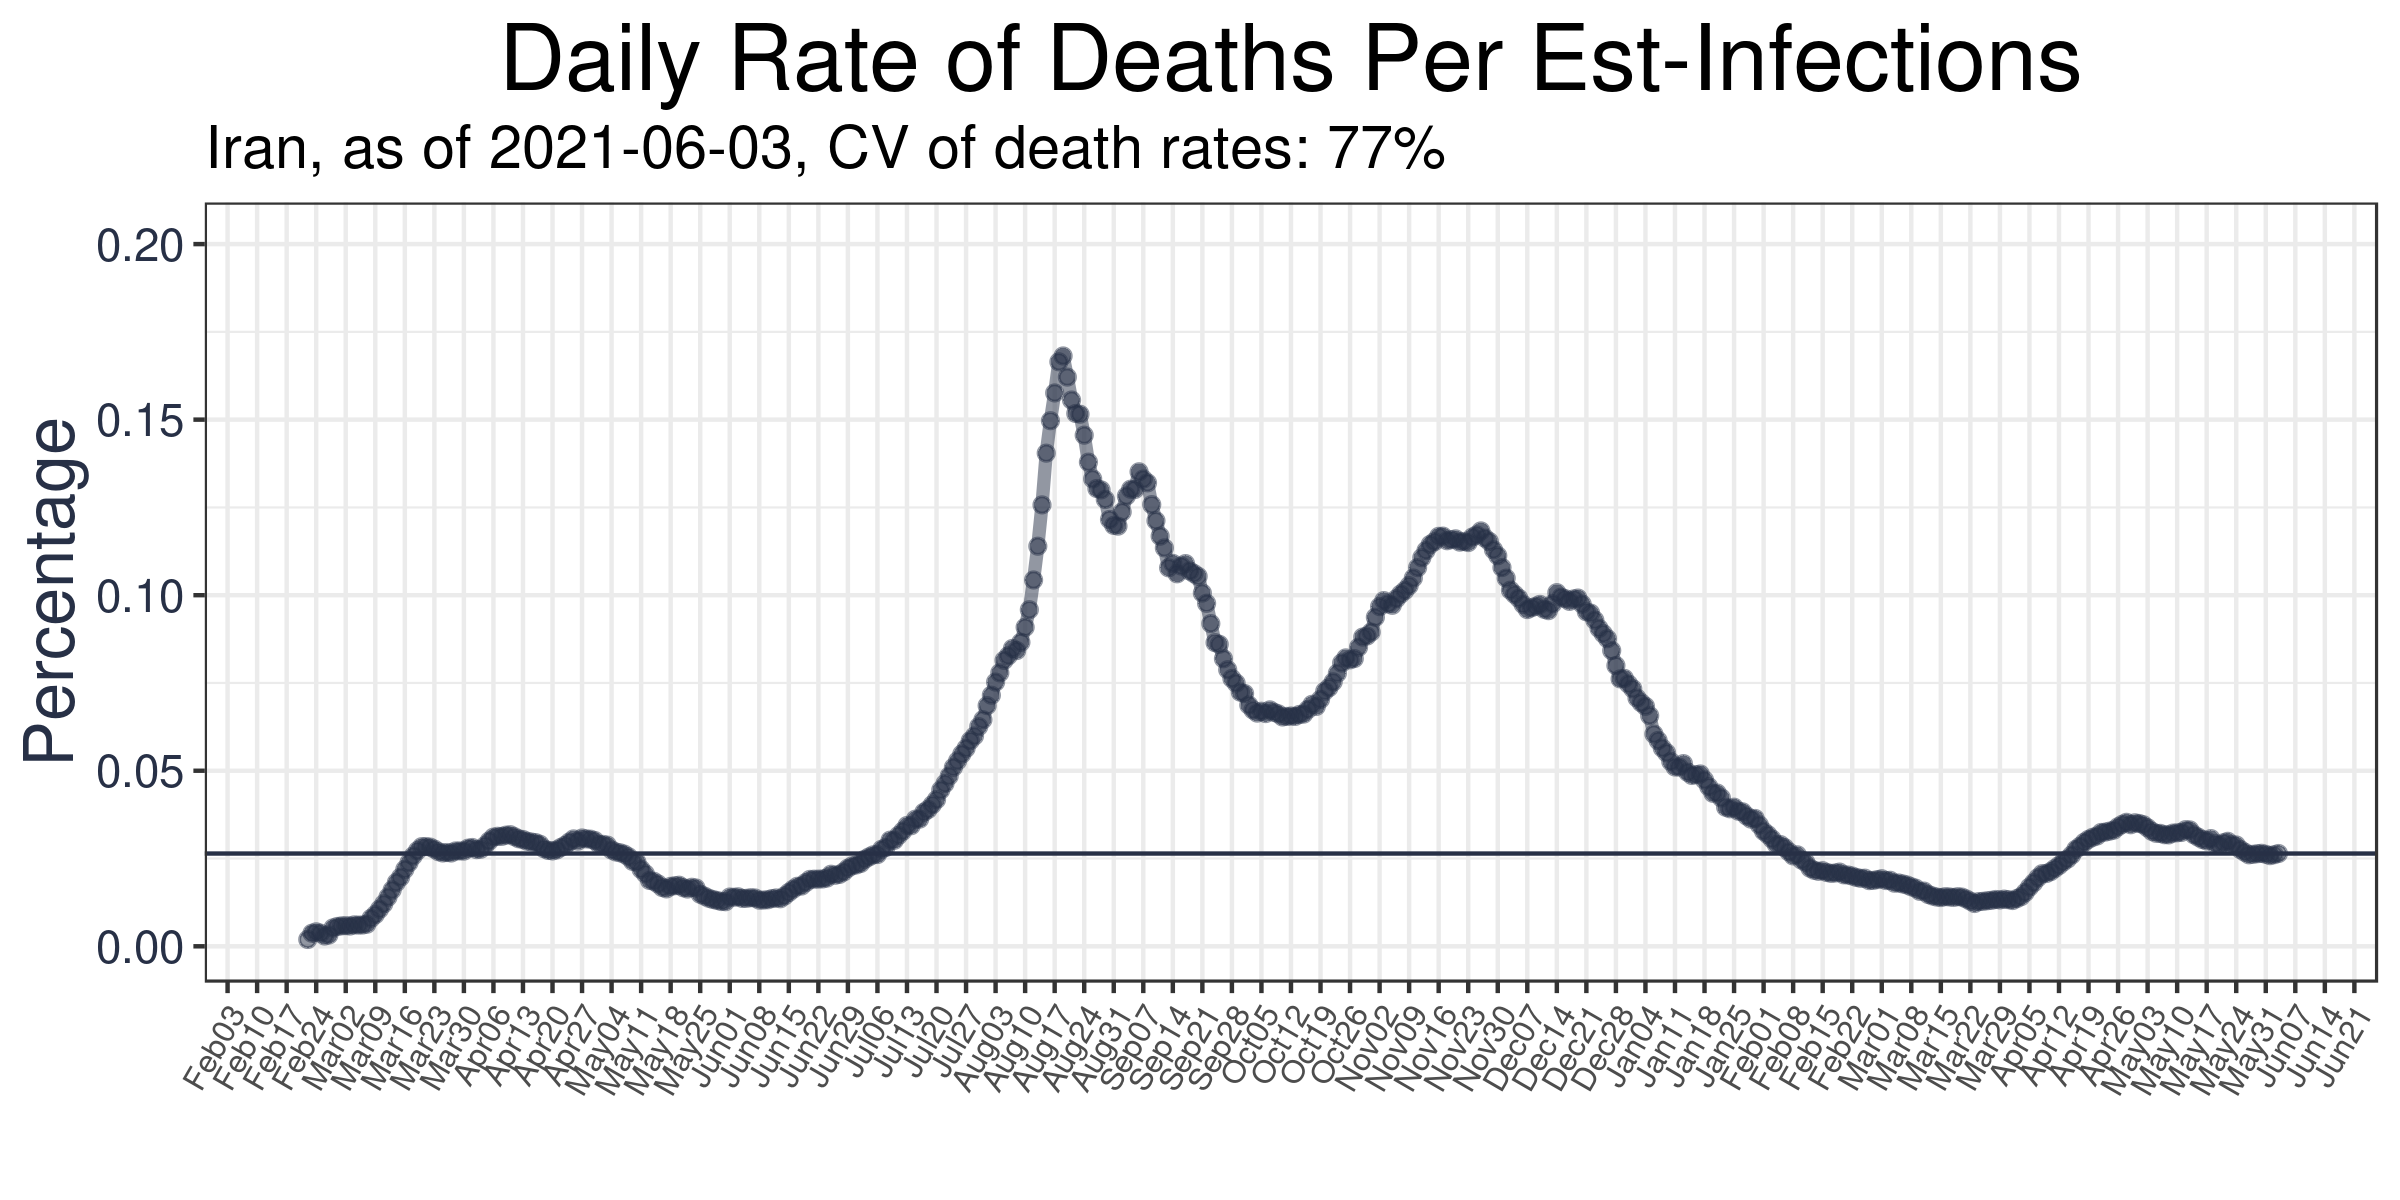 Daily Rate of Deaths Per Est-Infections
Iran, as of 2021-06-03, CV of death rates: 77%
Percentage
0.20
0.15
0.10
0.05
0.00
Feb03
Feb10
Feb17
Feb24
Mar02
Mar09
Mar16
Mar23
Mar30
Apr06
Apr13
Apr20
Apr27
May04
May11
May18
May25
Jun01
Jun08
Jun15
Jun22
Jun29
Jul06
Jul13
Jul20
Jul27
Aug03
Aug10
Aug17
Aug24
Aug31
Sep07
Sep14
Sep21
Sep28
Oct05
Oct12
Oct19
Oct26
Nov02
Nov09
Nov16
Nov23
Nov30
Dec07
Dec14
Dec21
Dec28
Jan04
Jan11
Jan18
Jan25
Feb01
Feb08
Feb15
Feb22
Mar01
Mar08
Mar15
Mar22
Mar29
Apr05
Apr12
Apr19
Apr26
May03
May10
May17
May24
May31
Jun07
Jun14
Jun21